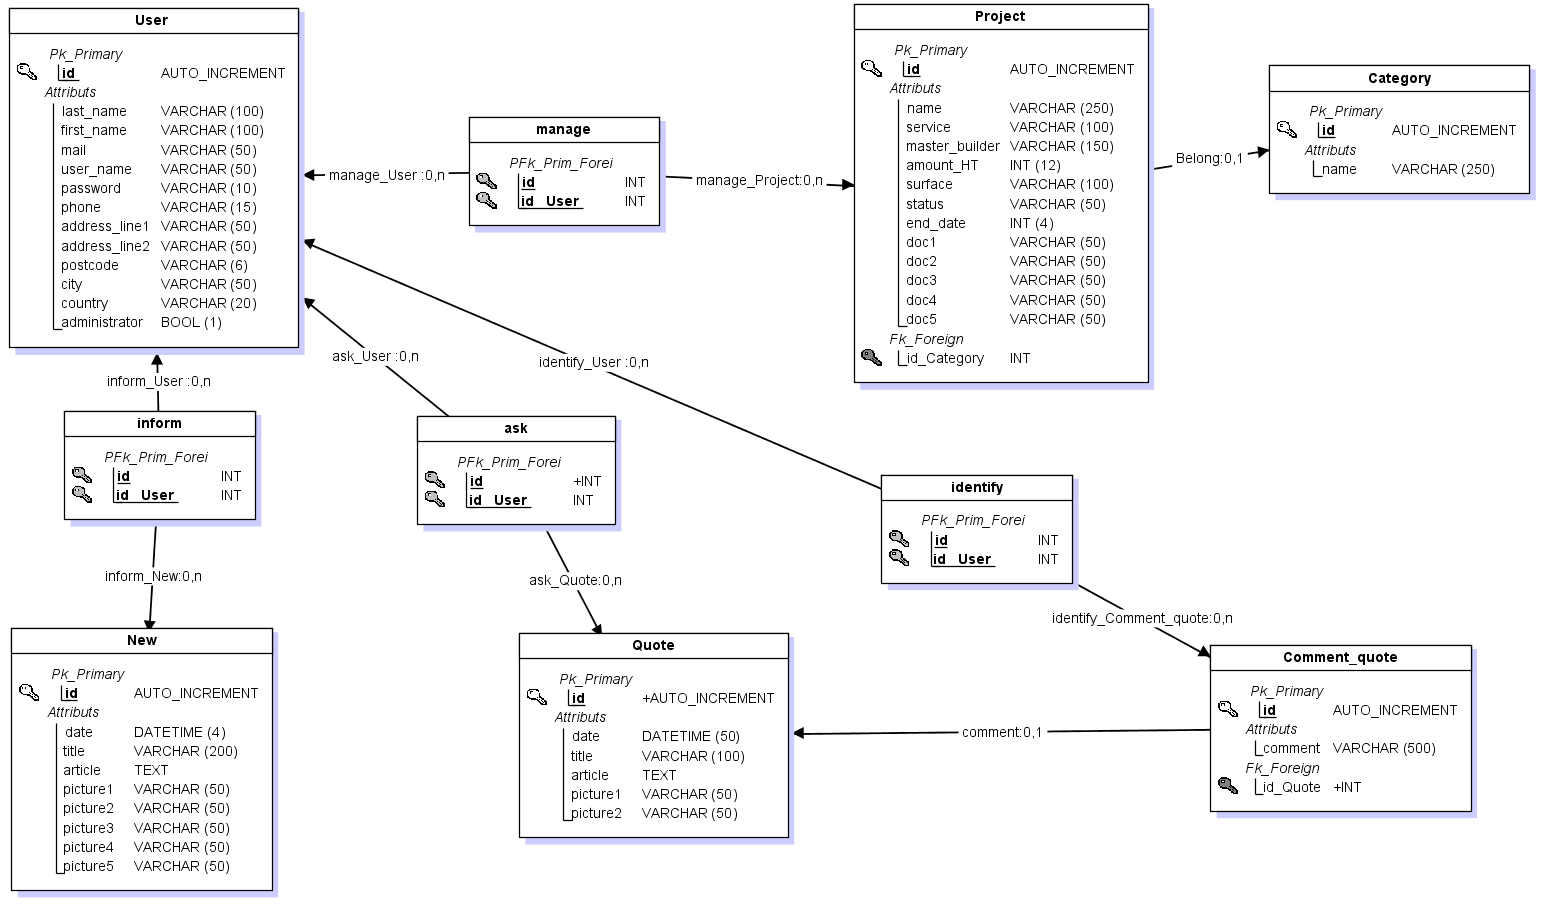 User
Pk_Primary
id AUTO_INCREMENT
Attributs
last_name VARCHAR (100)
first_name VARCHAR (100)
mail VARCHAR (50)
user_name VARCHAR (50)
password VARCHAR (10)
phone VARCHAR (15)
address_line1 VARCHAR (50)
address_line2 VARCHAR (50)
postcode VARCHAR (6)
city VARCHAR (50)
country VARCHAR (20)
administrator BOOL (1)
manage_User :0,n
manage
PFk_Prim_Forei
id INT
id_User INT
manage_Project:0,n
Project
Pk_Primary
id AUTO_INCREMENT
Attributs
name VARCHAR (250)
service VARCHAR (100)
master_builder VARCHAR (150)
amount_HT INT (12)
surface VARCHAR (100)
status VARCHAR (50)
end_date INT (4)
doc1 VARCHAR (50)
doc2 VARCHAR (50)
doc3 VARCHAR (50)
doc4 VARCHAR (50)
doc5 VARCHAR (50)
Fk_Foreign
id_Category INT
Belong:0,1
Category
Pk_Primary
id AUTO_INCREMENT
Attributs
name VARCHAR (250)
inform_User :0,n
ask_User :0,n
identify_User :0,n
inform
PFk_Prim_Forei
id INT
id_User INT
ask
PFk_Prim_Forei
id +INT
id_User INT
identify
PFk_Prim_Forei
id INT
id_User INT
inform_New:0,n
ask_Quote:0,n
identify_Comment_quote:0,n
New
Pk_Primary
id AUTO_INCREMENT
Attributs
date DATETIME (4)
title VARCHAR (200)
article TEXT
picture1 VARCHAR (50)
picture2 VARCHAR (50)
picture3 VARCHAR (50)
picture4 VARCHAR (50)
picture5 VARCHAR (50)
Quote
Pk_Primary
id +AUTO_INCREMENT
Attributs
date DATETIME (50)
title VARCHAR (100)
article TEXT
picture1 VARCHAR (50)
picture2 VARCHAR (50)
comment:0,1
Comment_quote
Pk_Primary
id AUTO_INCREMENT
Attributs
comment VARCHAR (500)
Fk_Foreign
id_Quote +INT